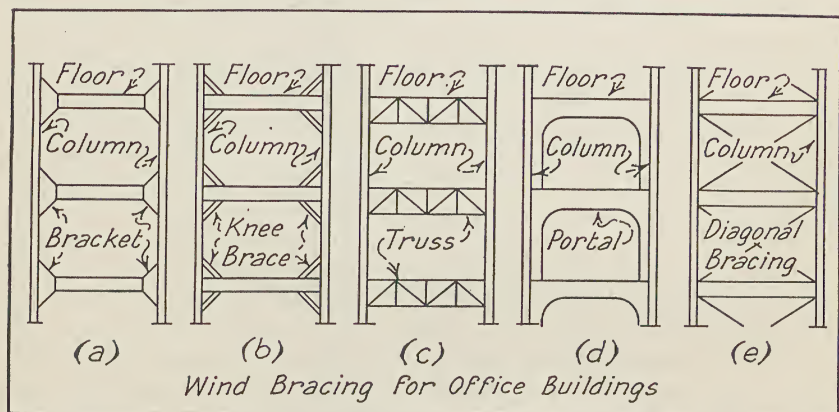 Floor Floor Floor Floor Floor
Column Column Column Column Column
Bracket Knee Brace Truss Portal Diagonal Bracing
(a) (b) (c) (d) (e)
Wind Bracing for Office Buildings